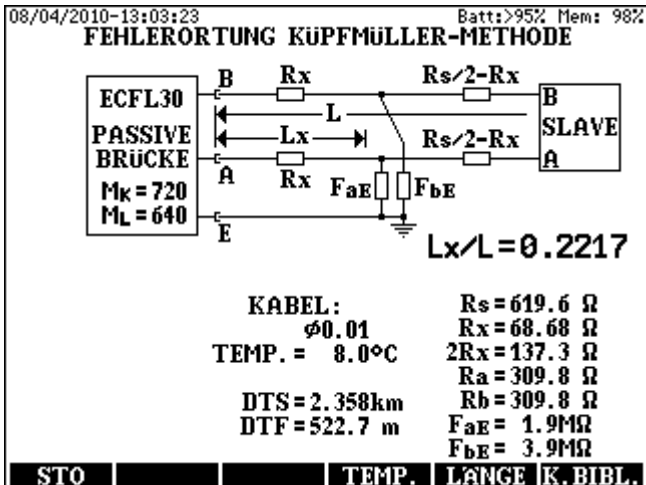 08/04/2010-13:03:23 Batt:>95% Mem: 98%
FEHLERORTUNG KÜPFMÜLLER-METHODE
B Rx Rs/2-Rx
ECFL30 B
L
PASSIVE Lx SLAVE
BRÜCKE Rs/2-Rx
A Rx A
MK=720 FaE FbE
ML=640
E
Lx/L=0.2217
KABEL: Rs=619.6 Ω
ϕ0.01 Rx=68.68 Ω
TEMP.= 8.0°C 2Rx=137.3 Ω
Ra=309.8 Ω
DTS=2.358km Rb=309.8 Ω
DTF=522.7 m FaE= 1.9MΩ
FbE= 3.9MΩ
STO TEMP. LÄNGE K.BIBL.